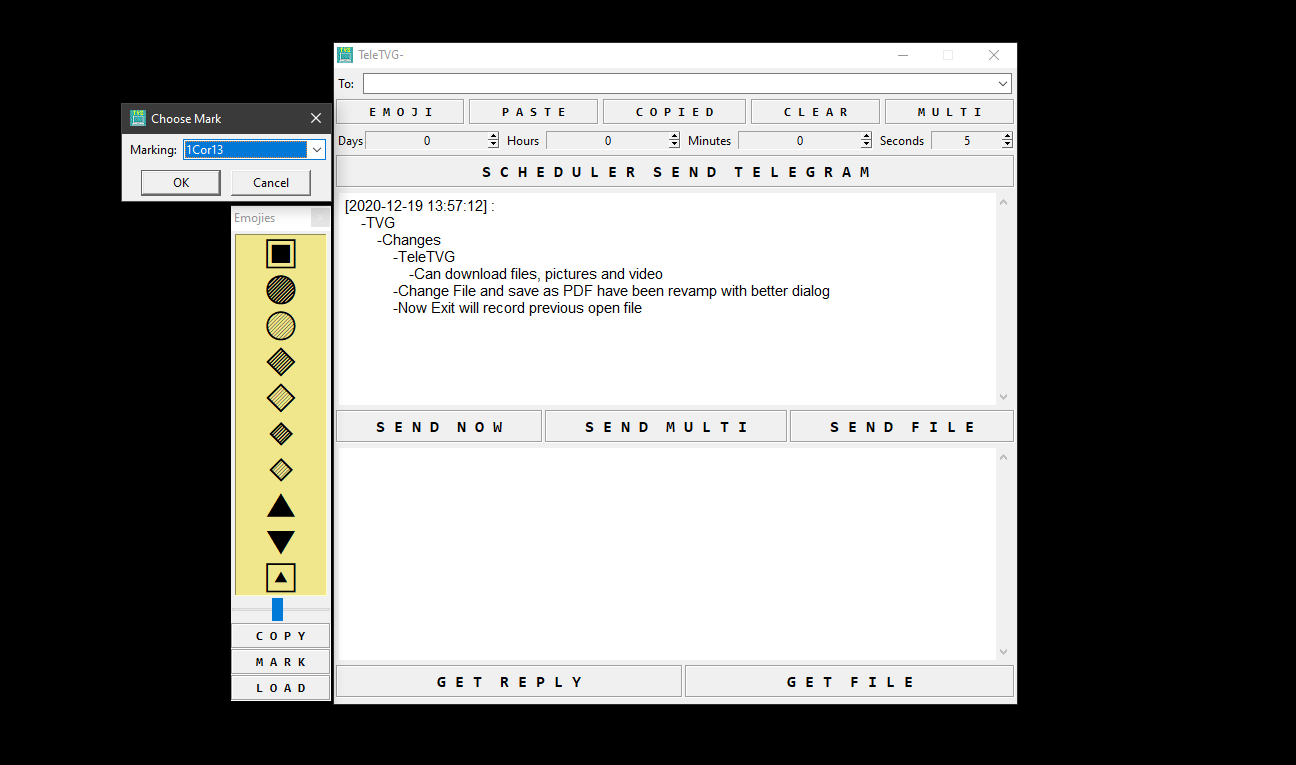 TeleTVG-
To:
EMOJI PASTE COPIED CLEAR MULTI
Days 0 Hours 0 Minutes 0 Seconds 5
SCHEDULER SEND TELEGRAM
[2020-12-19 13:57:12] :
-TVG
-Changes
-TeleTVG
-Can download files, pictures and video
-Change File and save as PDF have been revamp with better dialog
-Now Exit will record previous open file
SEND NOW SEND MULTI SEND FILE
GET REPLY GET FILE
Choose Mark
Marking: 1Cor13
OK Cancel
Emojies
COPY
MARK
LOAD